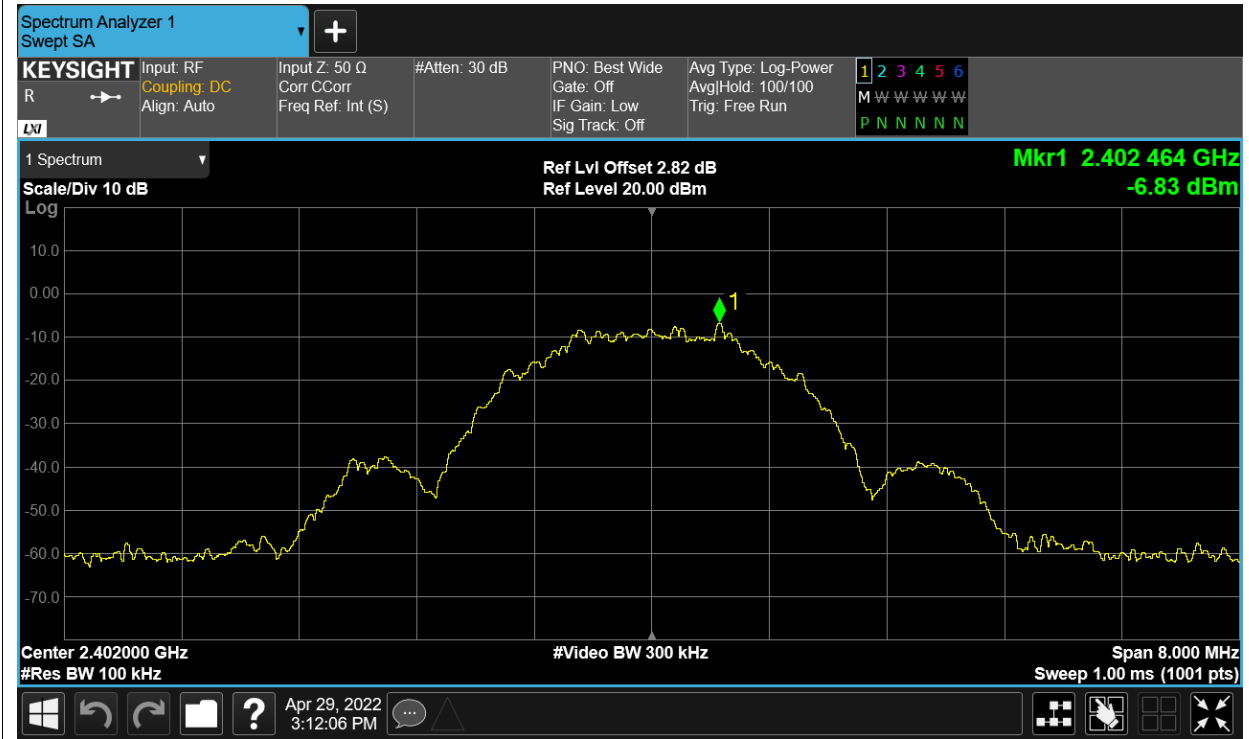 Spectrum Analyzer 1
Swept SA
KEYSIGHT
R
LXI
Input: RF
Coupling: DC
Align: Auto
Input Z: 50 Ω
Corr CCorr
Freq Ref: Int (S)
#Atten: 30 dB
PNO: Best Wide
Gate: Off
IF Gain: Low
Sig Track: Off
Avg Type: Log-Power
Avg|Hold: 100/100
Trig: Free Run
1 2 3 4 5 6
M W W W W W
P N N N N N
1 Spectrum
Scale/Div 10 dB
Log
Ref Lvl Offset 2.82 dB
Ref Level 20.00 dBm
Mkr1 2.402 464 GHz
-6.83 dBm
1
10.0
0.00
-10.0
-20.0
-30.0
-40.0
-50.0
-60.0
-70.0
Center 2.402000 GHz
#Video BW 300 kHz
Span 8.000 MHz
#Res BW 100 kHz
Sweep 1.00 ms (1001 pts)
?
Apr 29, 2022
3:12:06 PM